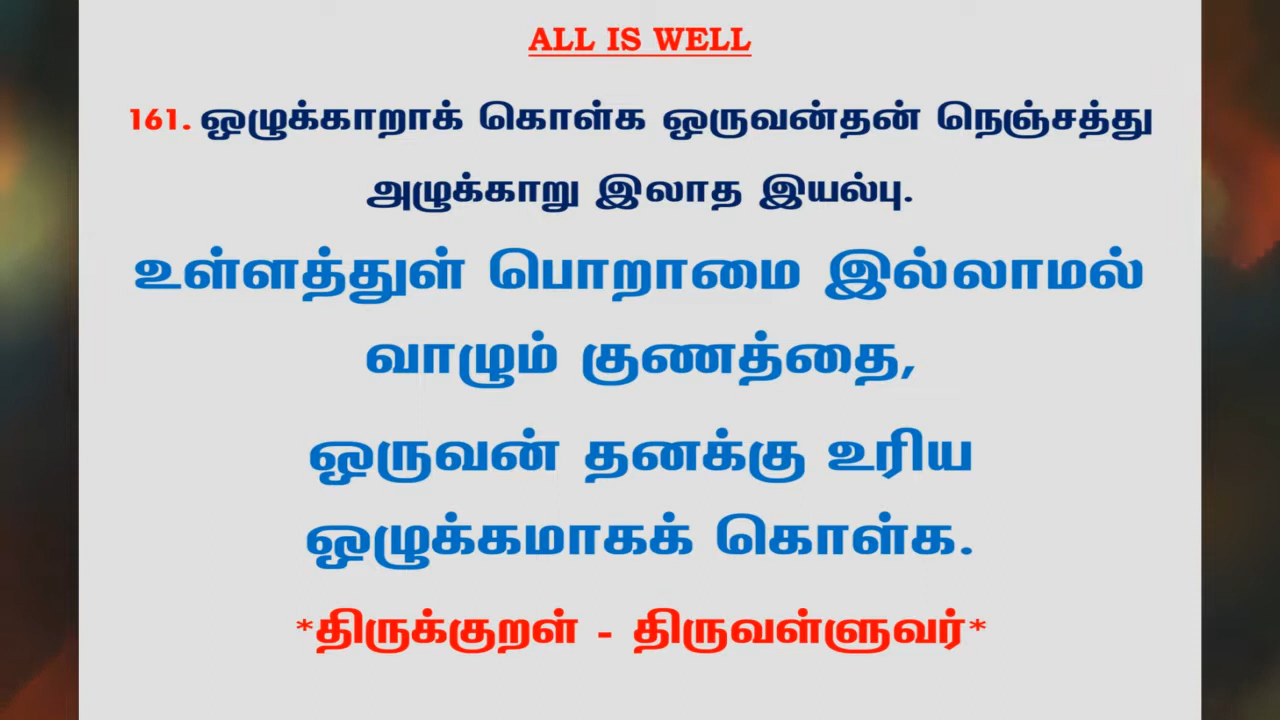 ALL IS WELL
161. ஒழுக்காறாக் கொள்க ஒருவன்தன் நெஞ்சத்து
அழுக்காறு இலாத இயல்பு.
உள்ளத்துள் பொறாமை இல்லாமல்
வாழும் குணத்தை,
ஒருவன் தனக்கு உரிய
ஒழுக்கமாகக் கொள்க.
*திருக்குறள் - திருவள்ளுவர்*